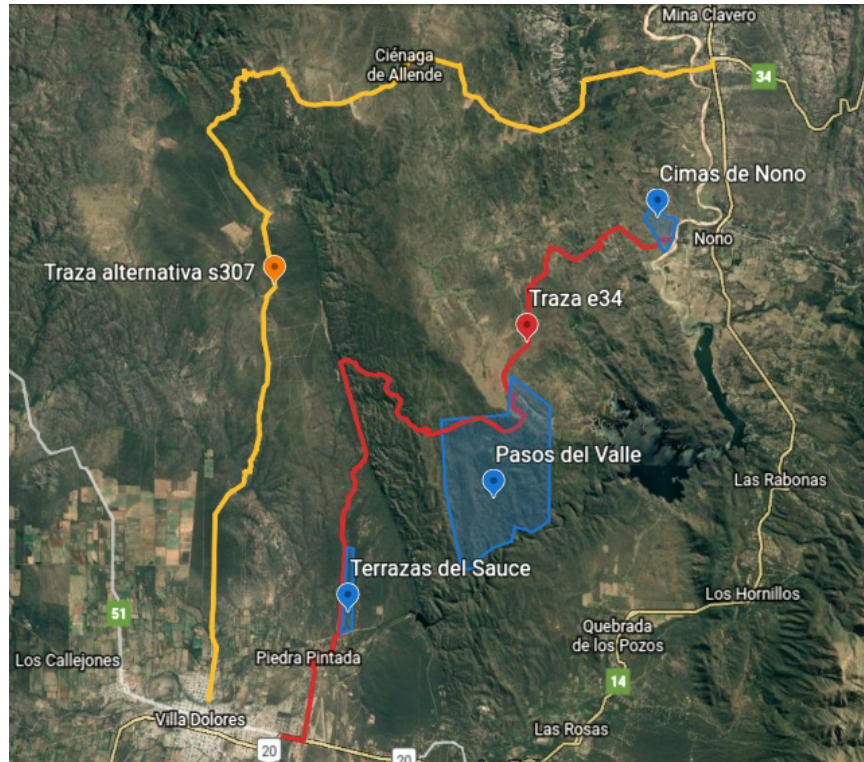 Mina Clavero
Ciénaga
de Allende
34
Cimas de Nono
Nono
Traza alternativa s307
Traza e34
Pasos del Valle
Las Rabonas
Terrazas del Sauce
Los Hornillos
51
Quebrada
de los Pozos
Los Callejones
Piedra Pintada
14
Villa Dolores
Las Rosas
20
20